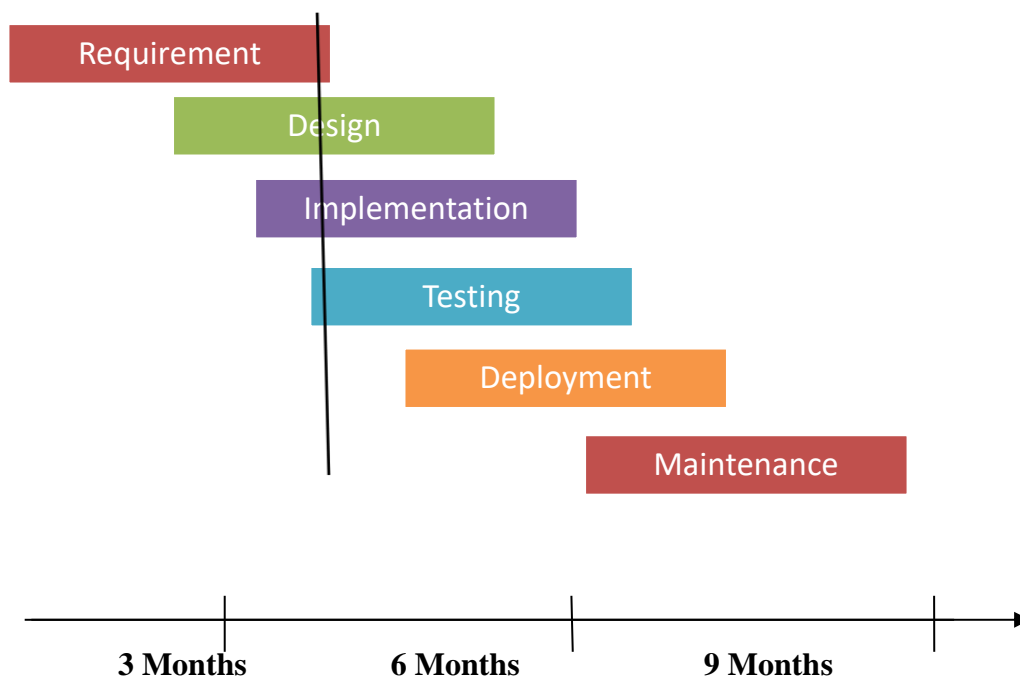 Requirement
Design
Implementation
Testing
Deployment
Maintenance
3 Months 6 Months 9 Months